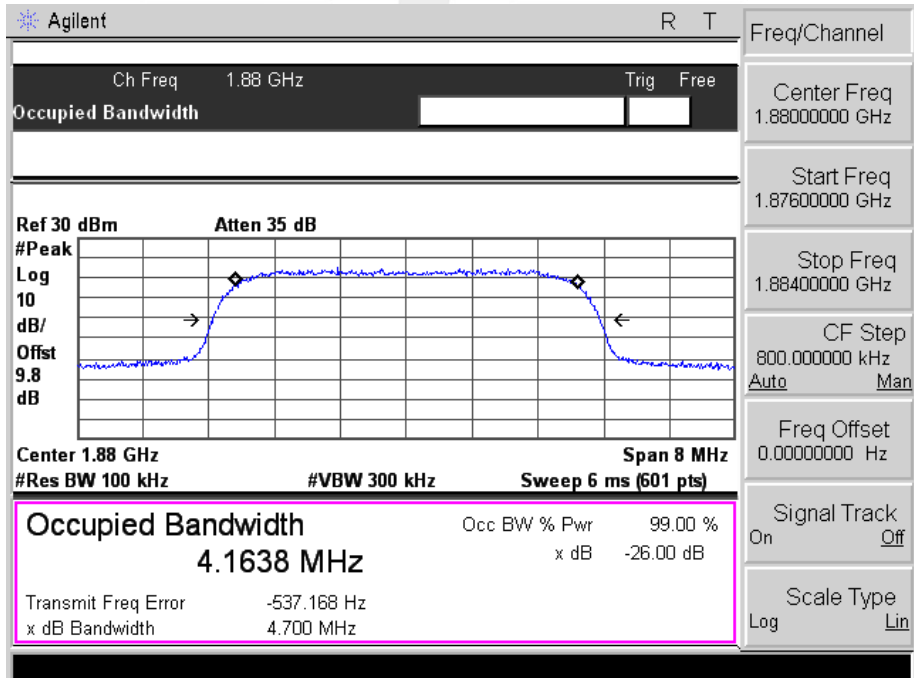 Agilent R T
Ch Freq 1.88 GHz Trig Free
Occupied Bandwidth
Ref 30 dBm Atten 35 dB
#Peak
Log
10
dB/
Offst
9.8
dB
Center 1.88 GHz Span 8 MHz
#Res BW 100 kHz #VBW 300 kHz Sweep 6 ms (601 pts)
Occupied Bandwidth Occ BW % Pwr 99.00 %
4.1638 MHz x dB -26.00 dB
Transmit Freq Error -537.168 Hz
x dB Bandwidth 4.700 MHz
Freq/Channel
Center Freq
1.88000000 GHz
Start Freq
1.87600000 GHz
Stop Freq
1.88400000 GHz
CF Step
800.000000 kHz
Auto Man
Freq Offset
0.00000000 Hz
Signal Track
On Off
Scale Type
Log Lin